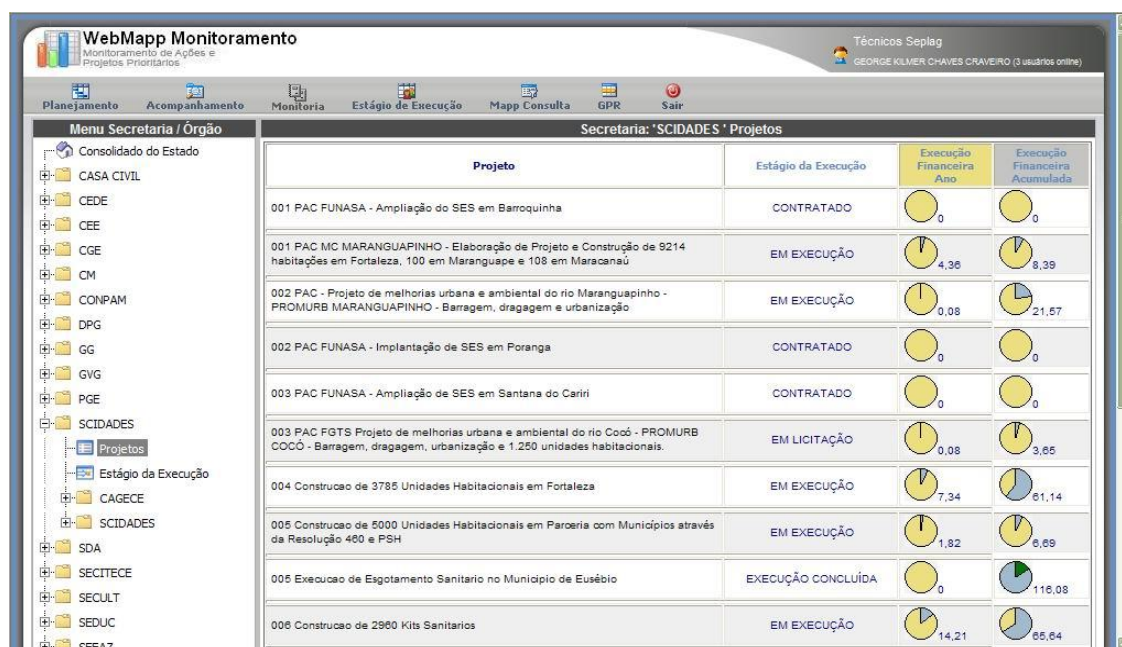 WebMapp Monitoramento
Monitoramento de Ações e
Projetos Prioritários
Técnicos Seplag
GEORGE KILMER CHAVES CRAVEIRO (3 usuários online)
Planejamento Acompanhamento Monitoria Estágio de Execução Mapp Consulta GPR Sair
Menu Secretaria / Órgão
Consolidado do Estado
CASA CIVIL
CEDE
CEE
CGE
CM
CONPAM
DPG
GG
GVG
PGE
SCIDADES
Projetos
Estágio da Execução
CAGECE
SCIDADES
SDA
SECITECE
SECULT
SEDUC
SEFAZ
Secretaria: 'SCIDADES ' Projetos
Projeto Estágio da Execução Execução Financeira Ano Execução Financeira Acumulada
001 PAC FUNASA - Ampliação do SES em Barroquinha CONTRATADO 0 0
001 PAC MC MARANGUAPINHO - Elaboração de Projeto e Construção de 9214
habitações em Fortaleza, 100 em Maranguape e 108 em Maracanaú EM EXECUÇÃO 4,36 8,39
002 PAC - Projeto de melhorias urbana e ambiental do rio Maranguapinho -
PROMURB MARANGUAPINHO - Barragem, dragagem e urbanização EM EXECUÇÃO 0,08 21,57
002 PAC FUNASA - Implantação de SES em Poranga CONTRATADO 0 0
003 PAC FUNASA - Ampliação de SES em Santana do Cariri CONTRATADO 0 0
003 PAC FGTS Projeto de melhorias urbana e ambiental do rio Cocó - PROMURB
COCÓ - Barragem, dragagem, urbanização e 1.250 unidades habitacionais. EM LICITAÇÃO 0,08 3,65
004 Construcao de 3785 Unidades Habitacionais em Fortaleza EM EXECUÇÃO 7,34 61,14
005 Construcao de 5000 Unidades Habitacionais em Parceria com Municípios através
da Resolução 460 e PSH EM EXECUÇÃO 1,82 6,69
005 Execucao de Esgotamento Sanitario no Municipio de Eusébio EXECUÇÃO CONCLUÍDA 0 116,08
006 Construcao de 2960 Kits Sanitarios EM EXECUÇÃO 14,21 65,64